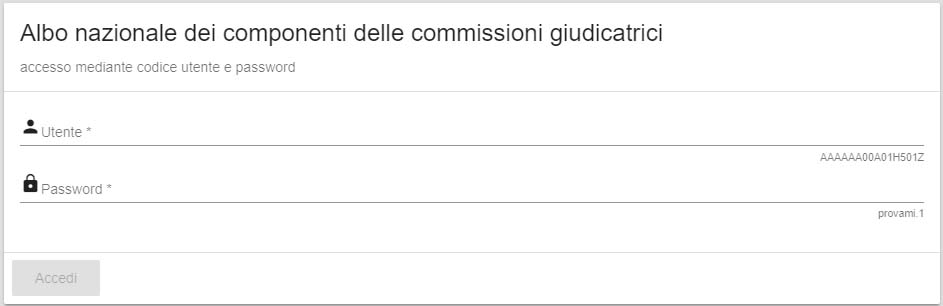 Albo nazionale dei componenti delle commissioni giudicatrici
accesso mediante codice utente e password
Utente *
AAAAAA00A01H501Z
Password *
provami.1
Accedi